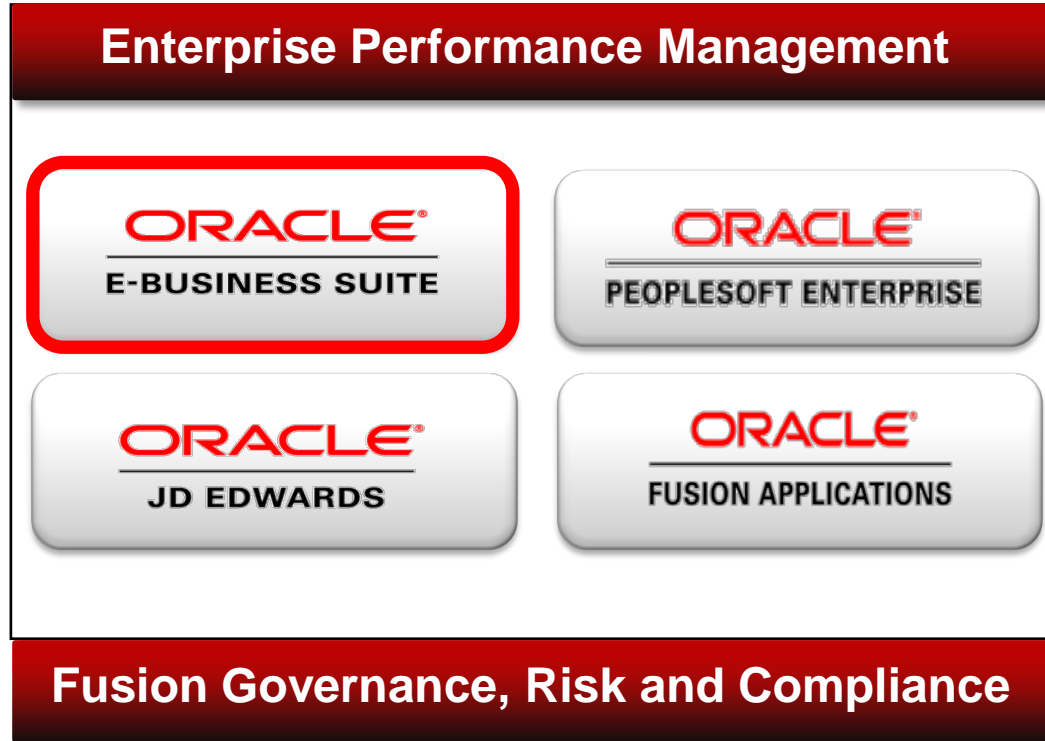 Enterprise Performance Management
ORACLE®
E-BUSINESS SUITE
ORACLE®
PEOPLESOFT ENTERPRISE
ORACLE®
JD EDWARDS
ORACLE®
FUSION APPLICATIONS
Fusion Governance, Risk and Compliance